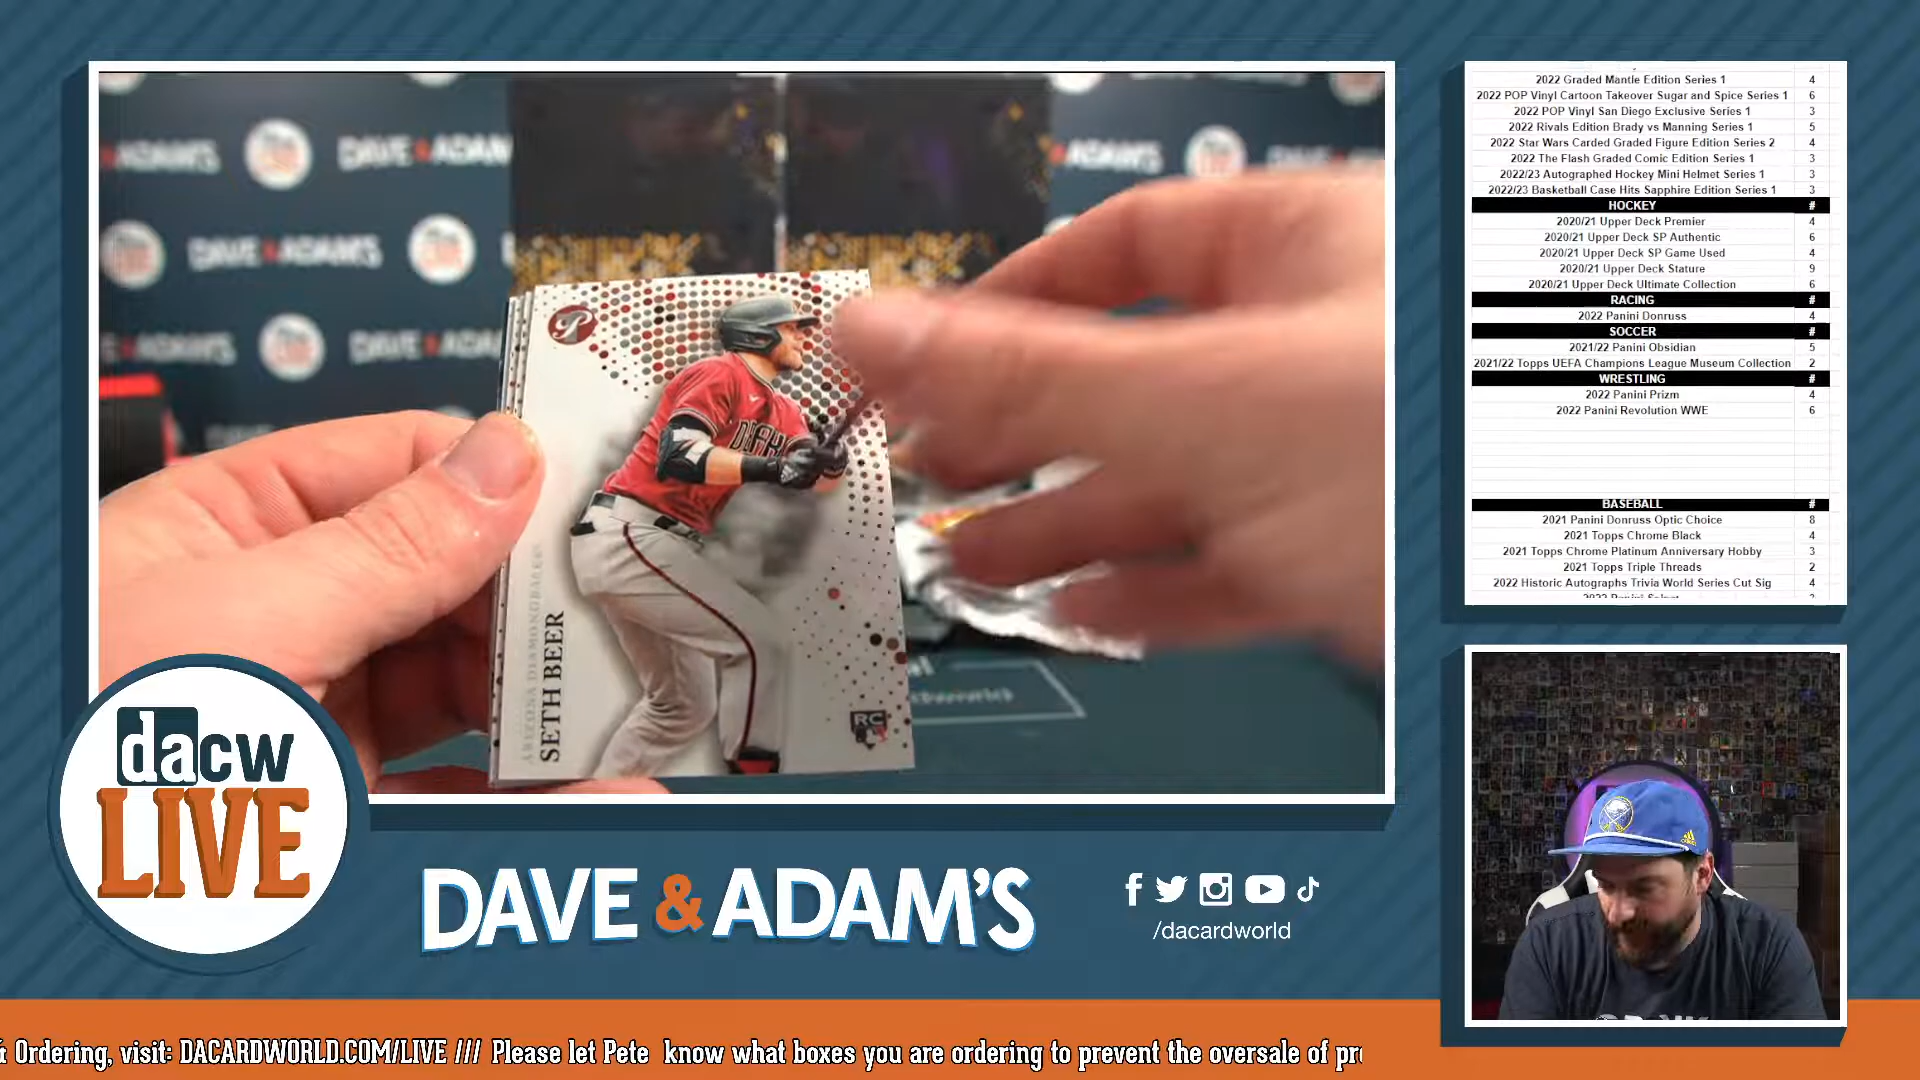 DAVE & ADAM
ADAMS
DAVE ADAMS
DAVE ADAM
P
DBACKS
ARIZONA DIAMONDBACKS
SETH BEER
RC
2022 Graded Mantle Edition Series 1 4
2022 POP Vinyl Cartoon Takeover Sugar and Spice Series 1 6
2022 POP Vinyl San Diego Exclusive Series 1 3
2022 Rivals Edition Brady vs Manning Series 1 5
2022 Star Wars Carded Graded Figure Edition Series 2 4
2022 The Flash Graded Comic Edition Series 1 3
2022/23 Autographed Hockey Mini Helmet Series 1 3
2022/23 Basketball Case Hits Sapphire Edition Series 1 3
HOCKEY #
2020/21 Upper Deck Premier 4
2020/21 Upper Deck SP Authentic 6
2020/21 Upper Deck SP Game Used 4
2020/21 Upper Deck Stature 9
2020/21 Upper Deck Ultimate Collection 6
RACING #
2022 Panini Donruss 4
SOCCER #
2021/22 Panini Obsidian 5
2021/22 Topps UEFA Champions League Museum Collection 2
WRESTLING #
2022 Panini Prizm 4
2022 Panini Revolution WWE 6
BASEBALL #
2021 Panini Donruss Optic Choice 8
2021 Topps Chrome Black 4
2021 Topps Chrome Platinum Anniversary Hobby 3
2021 Topps Triple Threads 2
2022 Historic Autographs Trivia World Series Cut Sig 4
dacw
LIVE
DAVE & ADAM'S
/dacardworld
Ordering, visit: DACARDWORLD.COM/LIVE /// Please let Pete know what boxes you are ordering to prevent the oversale of